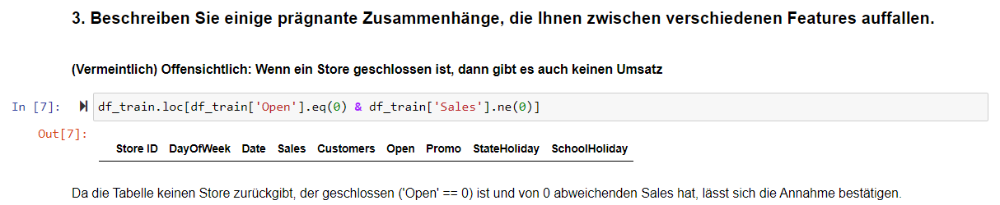 3. Beschreiben Sie einige prägnante Zusammenhänge, die Ihnen zwischen verschiedenen Features auffallen.
(Vermeintlich) Offensichtlich: Wenn ein Store geschlossen ist, dann gibt es auch keinen Umsatz
In [7]: df_train.loc[df_train['Open'].eq(0) & df_train['Sales'].ne(0)]
Out[7]:
Store ID DayOfWeek Date Sales Customers Open Promo StateHoliday SchoolHoliday
Da die Tabelle keinen Store zurückgibt, der geschlossen ('Open' == 0) ist und von 0 abweichenden Sales hat, lässt sich die Annahme bestätigen.